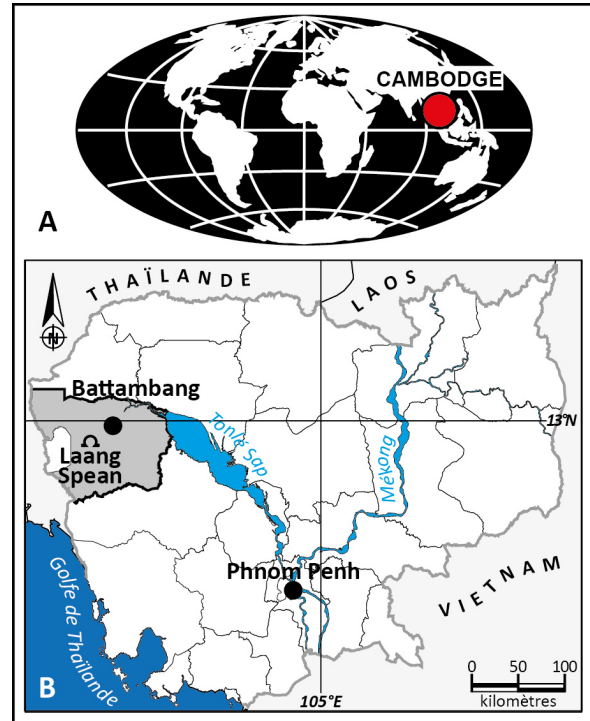 CAMBODGE
A
THAÏLANDE
LAOS
N
Battambang
13°N
Tonlé Sap
Laang
Spean
Mékong
Phnom Penh
VIETNAM
Golfe de Thaïlande
0 50 100
kilomètres
B
105°E